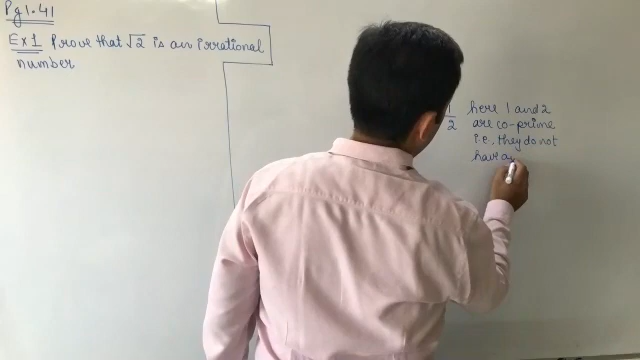 Pg 1.41
Ex 1 Prove that √2 is an irrational
number
1/2 here 1 and 2
are co-prime
i.e., they do not
have